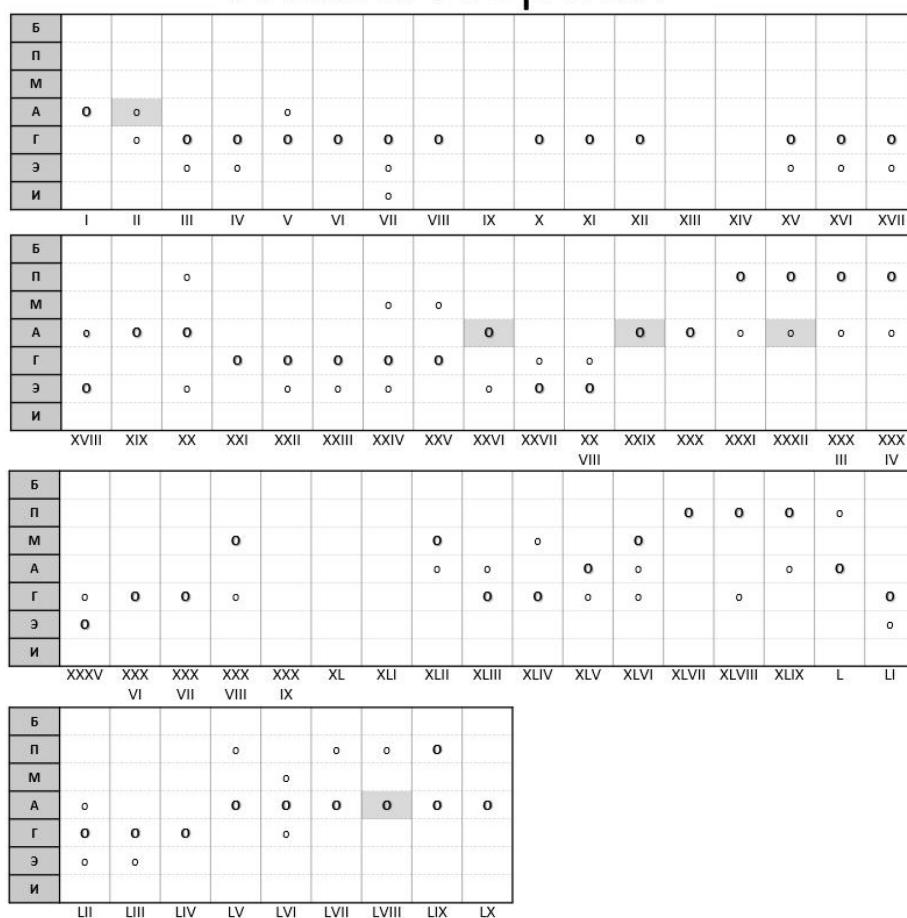 Б
П
М
А O o o
Г o O O O O O O O O O O O O
Э o o o o o o
И o
I II III IV V VI VII VIII IX X XI XII XIII XIV XV XVI XVII
Б
П o O O O O
М o o
А o O O O O O o o o o
Г O O O O O o o
Э O o o o o o O O
И
XVIII XIX XX XXI XXII XXIII XXIV XXV XXVI XXVII XX XXIX XXX XXXI XXXII XXX XXX
VIII III IV
Б
П O O O o
М O O o O
А o o O o o O
Г o O O o O O o o o O
Э O o
И
XXXV XXX XXX XXX XXX XL XLI XLII XLIII XLIV XLV XLVI XLVII XLVIII XLIX L LI
VI VII VIII IX
Б
П o o o O
М o
А o O O O O O O
Г O O O o
Э o o
И
LII LIII LIV LV LVI LVII LVIII LIX LX